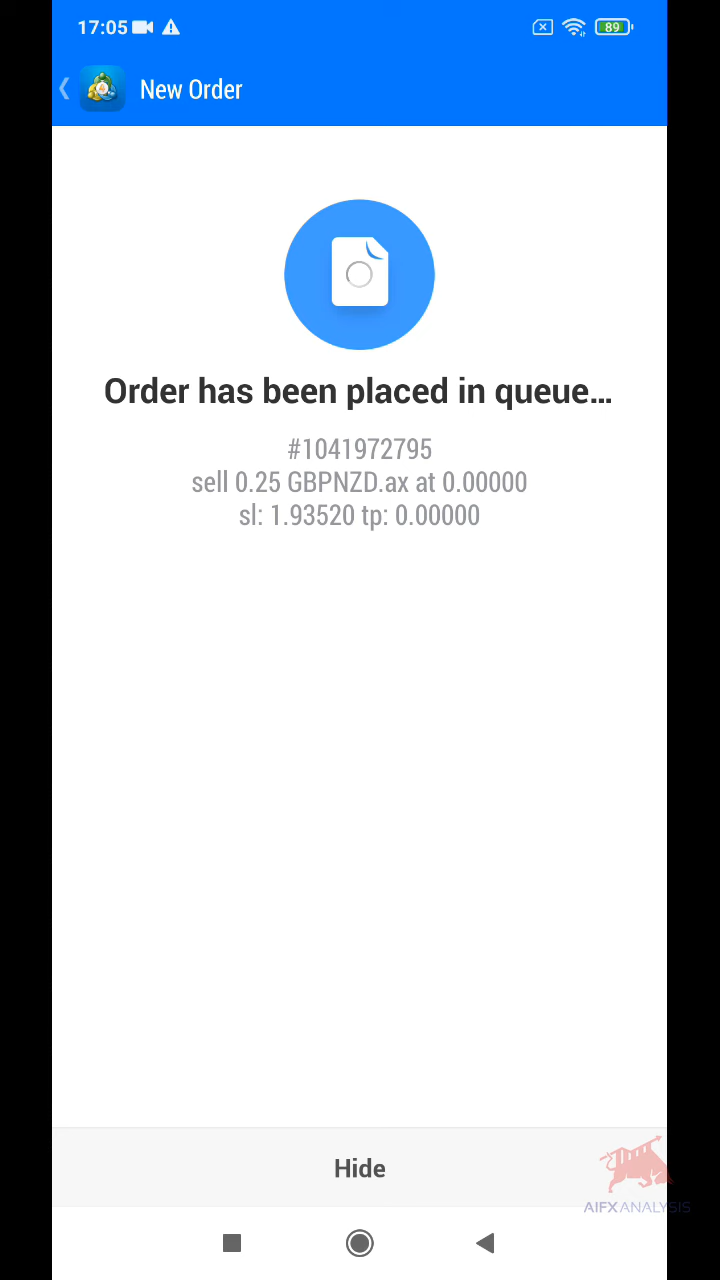 17:05
89
New Order
Order has been placed in queue...
#1041972795
sell 0.25 GBPNZD.ax at 0.00000
sl: 1.93520 tp: 0.00000
Hide
AIFXANALYSIS